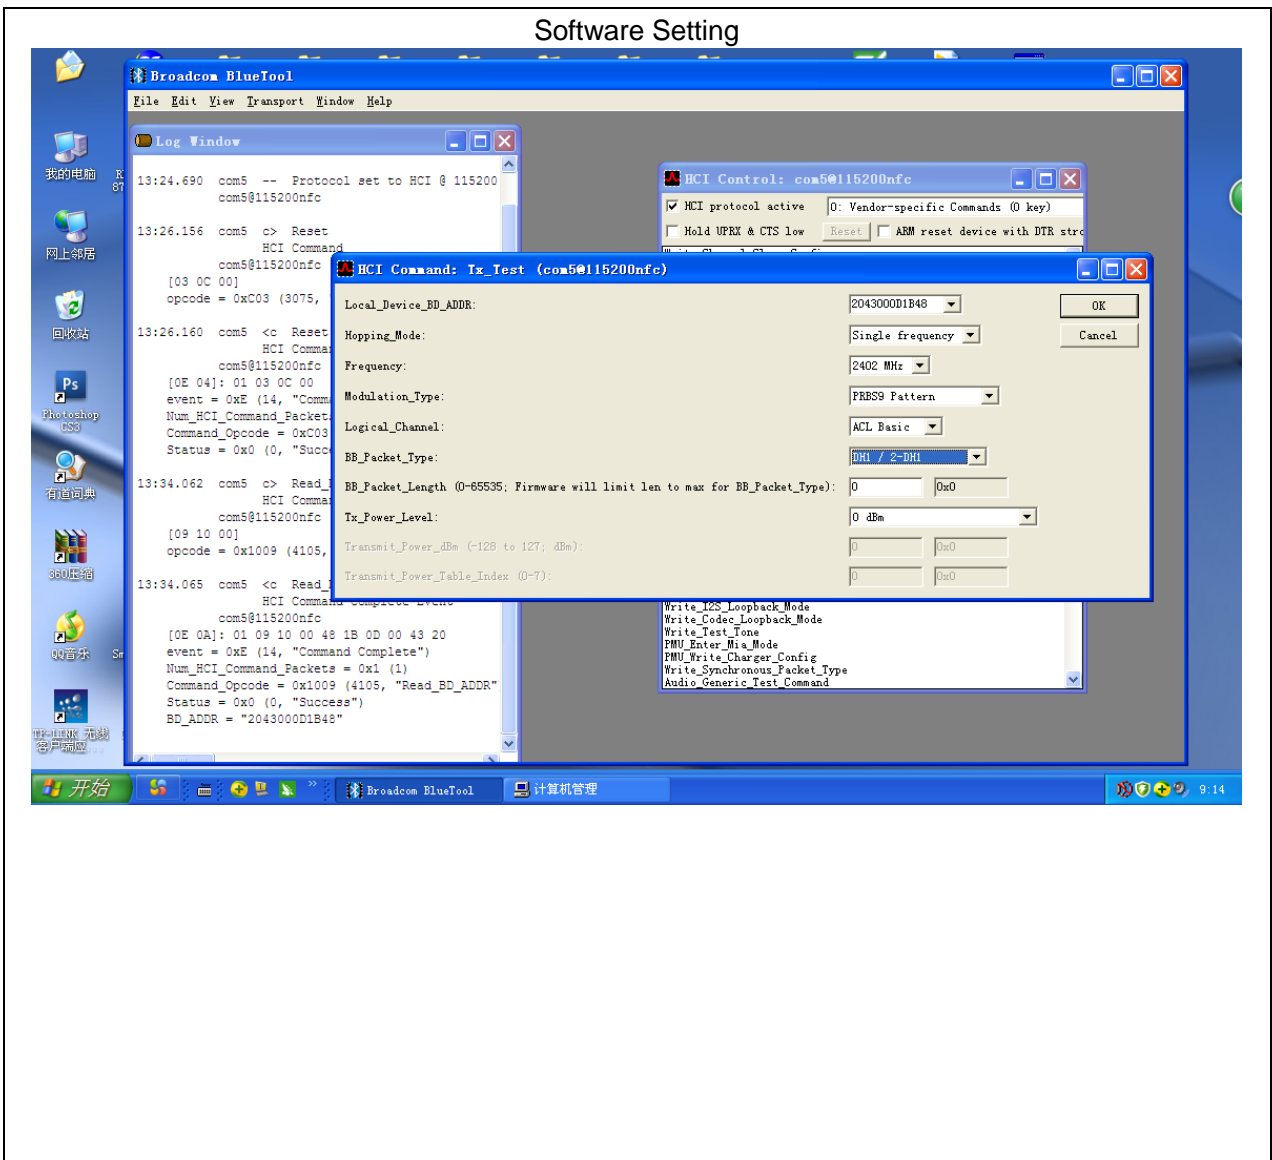 Software Setting
Broadcom BlueTool
File Edit View Transport Window Help
Log Window
13:24.690 com5 -- Protocol set to HCI @ 115200
com5@115200nfc
13:26.156 com5 c> Reset
HCI Command
com5@115200nfc
[03 0C 00]
opcode = 0xC03 (3075,
13:26.160 com5 <c Reset
HCI Comma
com5@115200nfc
[0E 04]: 01 03 0C 00
event = 0xE (14, "Comm
Num_HCI_Command_Packet
Command_Opcode = 0xC03
Status = 0x0 (0, "Succ
13:34.062 com5 c> Read_
HCI Comma
com5@115200nfc
[09 10 00]
opcode = 0x1009 (4105,
13:34.065 com5 <c Read_
HCI Command Complete Event
com5@115200nfc
[0E 0A]: 01 09 10 00 48 1B 0D 00 43 20
event = 0xE (14, "Command Complete")
Num_HCI_Command_Packets = 0x1 (1)
Command_Opcode = 0x1009 (4105, "Read_BD_ADDR"
Status = 0x0 (0, "Success")
BD_ADDR = "2043000D1B48"
HCI Control: com5@115200nfc
HCI protocol active 0: Vendor-specific Commands (0 key)
Hold UPRX & CTS low Reset ARM reset device with DTR stro
HCI Command: Tx_Test (com5@115200nfc)
Local_Device_BD_ADDR: 2043000D1B48 OK
Hopping_Mode: Single frequency Cancel
Frequency: 2402 MHz
Modulation_Type: PRBS9 Pattern
Logical_Channel: ACL Basic
BB_Packet_Type: DH1 / 2-DH1
BB_Packet_Length (0-65535; Firmware will limit len to max for BB_Packet_Type): 0 0x0
Tx_Power_Level: 0 dBm
Transmit_Power_dBm (-128 to 127; dBm): 0 0x0
Transmit_Power_Table_Index (0-7): 0 0x0
Write_I2S_Loopback_Mode
Write_Codec_Loopback_Mode
Write_Test_Tone
PMU_Enter_Mia_Mode
PMU_Write_Charger_Config
Write_Synchronous_Packet_Type
Audio_Generic_Test_Command
我的电脑
网上邻居
回收站
Photoshop
CS3
有道词典
360压缩
QQ音乐
TP-LINK 无线
客户端应...
开始 Broadcom BlueTool 计算机管理 9:14